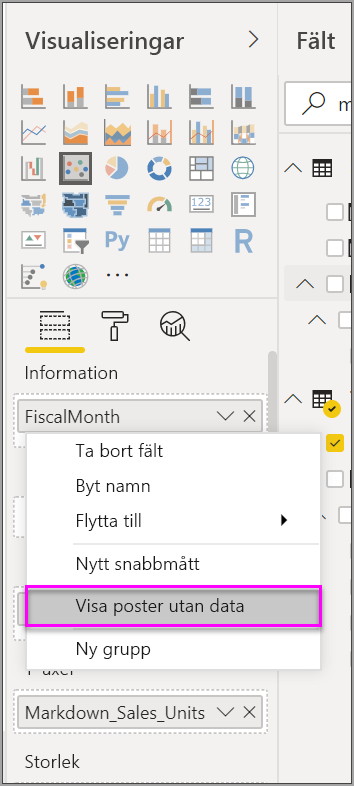 Visualiseringar
Fält
m
123
Py
R
Information
FiscalMonth
Ta bort fält
Byt namn
Flytta till
Nytt snabbmått
Visa poster utan data
Ny grupp
Markdown_Sales_Units
Storlek